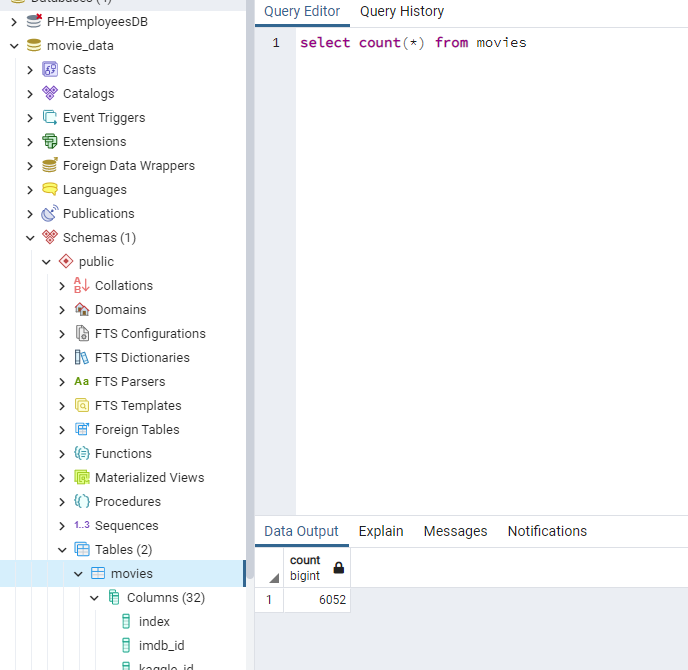 Databases (4)
PH-EmployeesDB
movie_data
Casts
Catalogs
Event Triggers
Extensions
Foreign Data Wrappers
Languages
Publications
Schemas (1)
public
Collations
Domains
FTS Configurations
FTS Dictionaries
Aa FTS Parsers
FTS Templates
Foreign Tables
Functions
Materialized Views
Procedures
1..3 Sequences
Tables (2)
movies
Columns (32)
index
imdb_id
kaggle_id
Query Editor Query History
1 select count(*) from movies
Data Output Explain Messages Notifications
count
bigint
1 6052